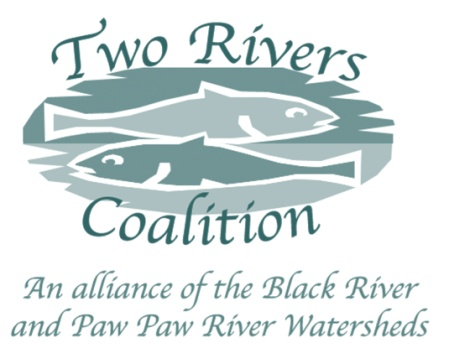 Two Rivers
Coalition
An alliance of the Black River
and Paw Paw River Watersheds